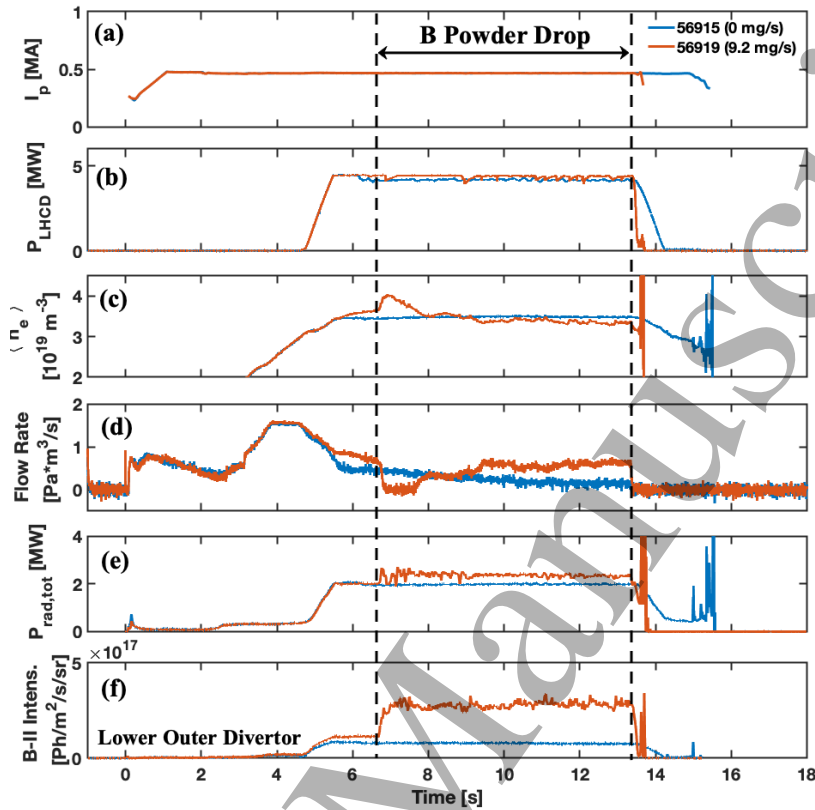 (a)
B Powder Drop
56915 (0 mg/s)
56919 (9.2 mg/s)
I_p [MA]
1
0.5
0
(b)
P_LHCD [MW]
5
0
(c)
⟨ n_e ⟩
[10^19 m^-3]
4
3
2
(d)
Flow Rate
[Pa*m^3/s]
2
1
0
(e)
P_rad,tot [MW]
4
2
0
×10^17
(f)
B-II Intens.
[Ph/m^2/s/sr]
5
0
Lower Outer Divertor
0 2 4 6 8 10 12 14 16 18
Time [s]